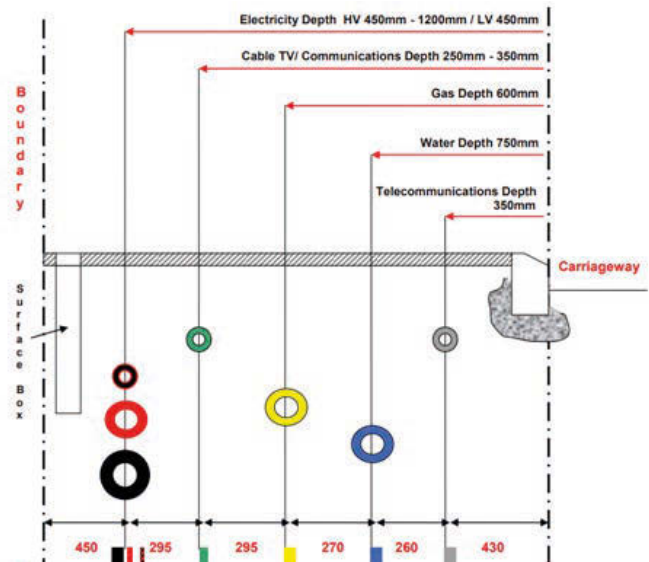 Electricity Depth HV 450mm - 1200mm / LV 450mm
Cable TV/ Communications Depth 250mm - 350mm
Gas Depth 600mm
Water Depth 750mm
Telecommunications Depth
350mm
Boundary
Carriageway
Surface Box
450 295 295 270 260 430